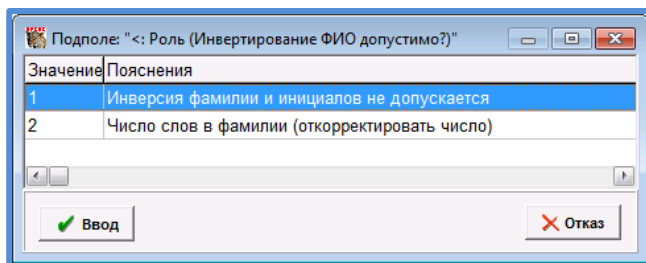 Подполе: "<: Роль (Инвертирование ФИО допустимо?)"
Значение Пояснения
1 Инверсия фамилии и инициалов не допускается
2 Число слов в фамилии (откорректировать число)
Ввод Отказ